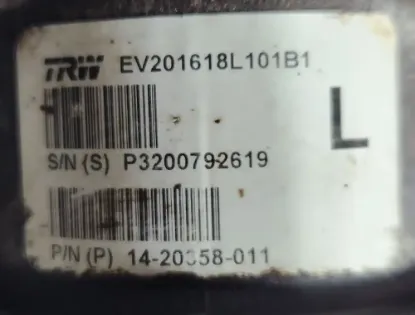 TRW EV201618L101B1
L
S/N (S) P3200792619
P/N (P) 14-20358-011